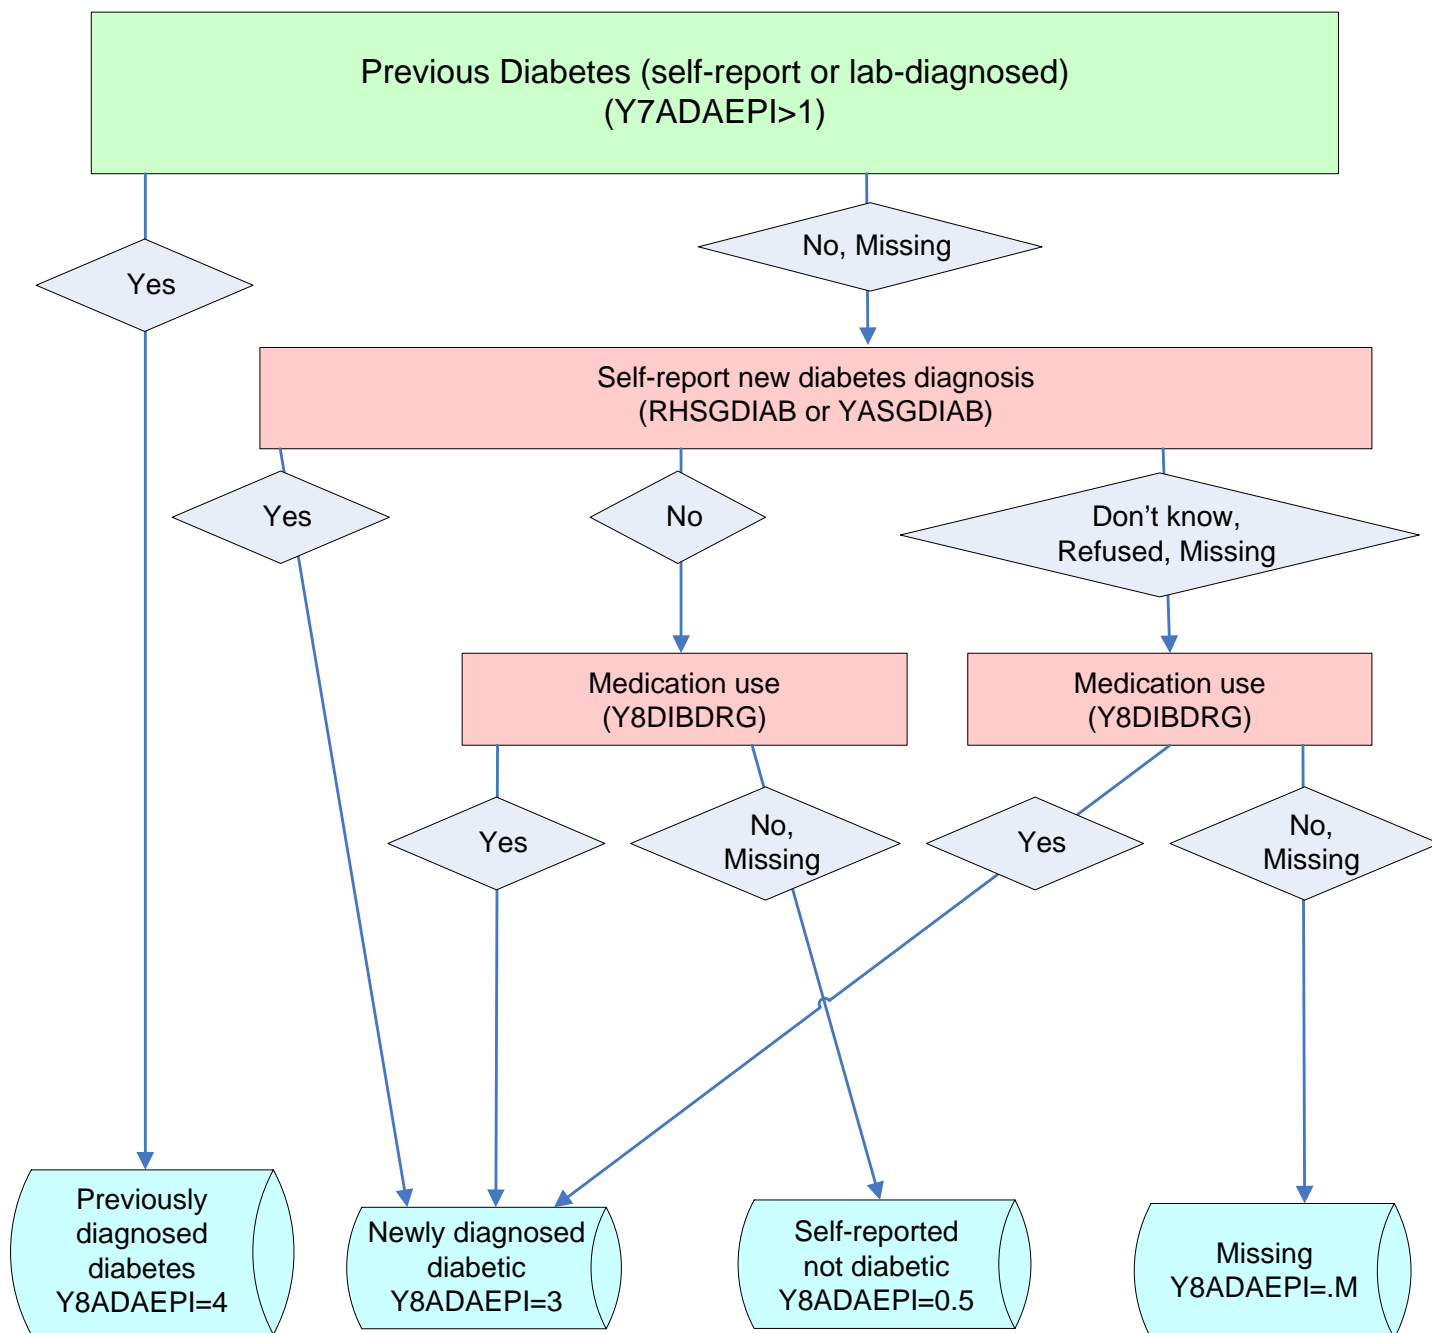 Previous Diabetes (self-report or lab-diagnosed)
(Y7ADAEPI>1)
No, Missing
Yes
Self-report new diabetes diagnosis
(RHSGDIAB or YASGDIAB)
Yes
No
Don't know,
Refused, Missing
Medication use
(Y8DIBDRG)
Medication use
(Y8DIBDRG)
Yes
No,
Missing
Yes
No,
Missing
Previously
diagnosed
diabetes
Y8ADAEPI=4
Newly diagnosed
diabetic
Y8ADAEPI=3
Self-reported
not diabetic
Y8ADAEPI=0.5
Missing
Y8ADAEPI=.M